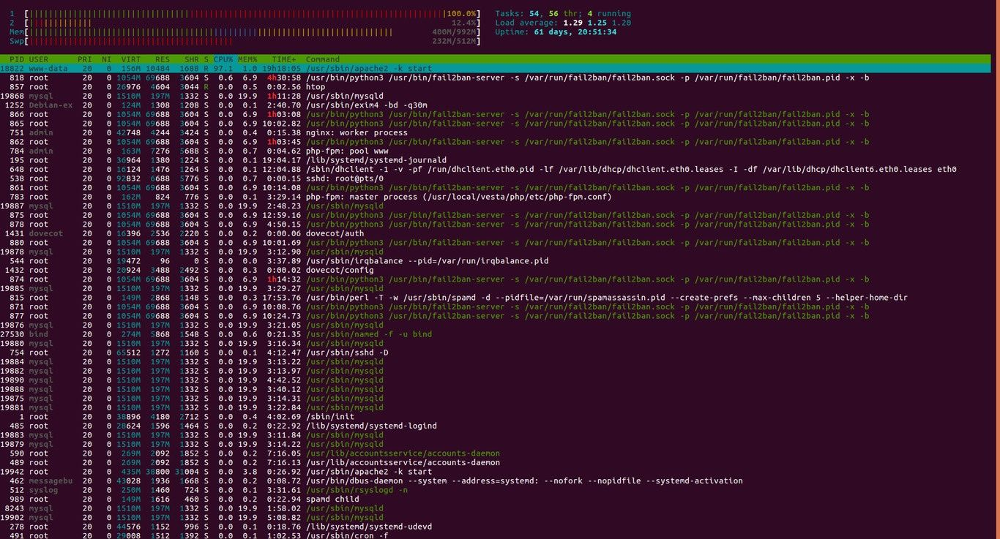 1 [||||||||||||||||||||||||||||||||||||||||||||||||||||||||||||||||||||||||||||||||||||||100.0%] Tasks: 54, 56 thr; 4 running
2 [||||||||||||| 12.4%] Load average: 1.29 1.25 1.20
Mem[||||||||||||||||||||||||||||||||||||||||||||||||||||||||||||||||||||||||||| 400M/992M] Uptime: 61 days, 20:51:34
Swp[|||||||||||||||||||||||||||||||||||||||||| 232M/512M]
PID USER PRI NI VIRT RES SHR S CPU% MEM% TIME+ Command
18822 www-data 20 0 156M 10484 1688 R 97.1 1.0 19h18:05 /usr/sbin/apache2 -k start
818 root 20 0 1054M 69688 3604 S 0.6 6.9 4h30:58 /usr/bin/python3 /usr/bin/fail2ban-server -s /var/run/fail2ban/fail2ban.sock -p /var/run/fail2ban/fail2ban.pid -x -b
857 root 20 0 26976 4604 3044 R 0.0 0.5 0:02.56 htop
19868 mysql 20 0 1510M 197M 1332 S 0.0 19.9 1h11:28 /usr/sbin/mysqld
1252 Debian-ex 20 0 124M 1308 1208 S 0.0 0.1 2:40.70 /usr/sbin/exim4 -bd -q30m
866 root 20 0 1054M 69688 3604 S 0.0 6.9 1h03:08 /usr/bin/python3 /usr/bin/fail2ban-server -s /var/run/fail2ban/fail2ban.sock -p /var/run/fail2ban/fail2ban.pid -x -b
865 root 20 0 1054M 69688 3604 S 0.0 6.9 10:02.82 /usr/bin/python3 /usr/bin/fail2ban-server -s /var/run/fail2ban/fail2ban.sock -p /var/run/fail2ban/fail2ban.pid -x -b
751 admin 20 0 42748 4244 3424 S 0.0 0.4 0:15.38 nginx: worker process
862 root 20 0 1054M 69688 3604 S 0.0 6.9 1h03:45 /usr/bin/python3 /usr/bin/fail2ban-server -s /var/run/fail2ban/fail2ban.sock -p /var/run/fail2ban/fail2ban.pid -x -b
784 admin 20 0 163M 7276 5688 S 0.0 0.7 0:04.62 php-fpm: pool www
195 root 20 0 36964 1380 1224 S 0.0 0.1 19:04.17 /lib/systemd/systemd-journald
648 root 20 0 16124 1476 1264 S 0.0 0.1 12:04.88 /sbin/dhclient -1 -v -pf /run/dhclient.eth0.pid -lf /var/lib/dhcp/dhclient.eth0.leases -I -df /var/lib/dhcp/dhclient6.eth0.leases eth0
538 root 20 0 92832 6688 5776 S 0.0 0.7 0:00.15 sshd: root@pts/0
861 root 20 0 1054M 69688 3604 S 0.0 6.9 10:14.08 /usr/bin/python3 /usr/bin/fail2ban-server -s /var/run/fail2ban/fail2ban.sock -p /var/run/fail2ban/fail2ban.pid -x -b
783 root 20 0 162M 824 776 S 0.0 0.1 3:29.14 php-fpm: master process (/usr/local/vesta/php/etc/php-fpm.conf)
19887 mysql 20 0 1510M 197M 1332 S 0.0 19.9 2:48.23 /usr/sbin/mysqld
875 root 20 0 1054M 69688 3604 S 0.0 6.9 12:59.16 /usr/bin/python3 /usr/bin/fail2ban-server -s /var/run/fail2ban/fail2ban.sock -p /var/run/fail2ban/fail2ban.pid -x -b
878 root 20 0 1054M 69688 3604 S 0.0 6.9 4:50.15 /usr/bin/python3 /usr/bin/fail2ban-server -s /var/run/fail2ban/fail2ban.sock -p /var/run/fail2ban/fail2ban.pid -x -b
1431 dovecot 20 0 16396 2536 2220 S 0.0 0.2 0:00.06 dovecot/auth
880 root 20 0 1054M 69688 3604 S 0.0 6.9 10:01.69 /usr/bin/python3 /usr/bin/fail2ban-server -s /var/run/fail2ban/fail2ban.sock -p /var/run/fail2ban/fail2ban.pid -x -b
19878 mysql 20 0 1510M 197M 1332 S 0.0 19.9 3:12.90 /usr/sbin/mysqld
544 root 20 0 19472 96 0 S 0.0 0.0 3:37.89 /usr/sbin/irqbalance --pid=/var/run/irqbalance.pid
1432 root 20 0 20924 3488 2492 S 0.0 0.3 0:00.02 dovecot/config
874 root 20 0 1054M 69688 3604 S 0.0 6.9 1h14:32 /usr/bin/python3 /usr/bin/fail2ban-server -s /var/run/fail2ban/fail2ban.sock -p /var/run/fail2ban/fail2ban.pid -x -b
19885 mysql 20 0 1510M 197M 1332 S 0.0 19.9 3:29.27 /usr/sbin/mysqld
815 root 20 0 149M 2868 1148 S 0.0 0.3 17:53.76 /usr/bin/perl -T -w /usr/sbin/spamd -d --pidfile=/var/run/spamassassin.pid --create-prefs --max-children 5 --helper-home-dir
871 root 20 0 1054M 69688 3604 S 0.0 6.9 10:08.76 /usr/bin/python3 /usr/bin/fail2ban-server -s /var/run/fail2ban/fail2ban.sock -p /var/run/fail2ban/fail2ban.pid -x -b
877 root 20 0 1054M 69688 3604 S 0.0 6.9 10:24.73 /usr/bin/python3 /usr/bin/fail2ban-server -s /var/run/fail2ban/fail2ban.sock -p /var/run/fail2ban/fail2ban.pid -x -b
19876 mysql 20 0 1510M 197M 1332 S 0.0 19.9 3:21.05 /usr/sbin/mysqld
27530 bind 20 0 274M 5868 1548 S 0.0 0.6 0:21.35 /usr/sbin/named -f -u bind
19880 mysql 20 0 1510M 197M 1332 S 0.0 19.9 3:16.34 /usr/sbin/mysqld
754 root 20 0 65512 1272 1160 S 0.0 0.1 4:12.47 /usr/sbin/sshd -D
19884 mysql 20 0 1510M 197M 1332 S 0.0 19.9 3:13.22 /usr/sbin/mysqld
19882 mysql 20 0 1510M 197M 1332 S 0.0 19.9 3:13.97 /usr/sbin/mysqld
19890 mysql 20 0 1510M 197M 1332 S 0.0 19.9 4:42.52 /usr/sbin/mysqld
19888 mysql 20 0 1510M 197M 1332 S 0.0 19.9 3:40.12 /usr/sbin/mysqld
19875 mysql 20 0 1510M 197M 1332 S 0.0 19.9 3:14.31 /usr/sbin/mysqld
19881 mysql 20 0 1510M 197M 1332 S 0.0 19.9 3:22.84 /usr/sbin/mysqld
1 root 20 0 38896 4180 2712 S 0.0 0.4 4:02.69 /sbin/init
485 root 20 0 28624 1596 1464 S 0.0 0.2 0:22.92 /lib/systemd/systemd-logind
19883 mysql 20 0 1510M 197M 1332 S 0.0 19.9 3:11.84 /usr/sbin/mysqld
19879 mysql 20 0 1510M 197M 1332 S 0.0 19.9 3:14.22 /usr/sbin/mysqld
590 root 20 0 269M 2092 1852 S 0.0 0.2 7:16.05 /usr/lib/accountsservice/accounts-daemon
489 root 20 0 269M 2092 1852 S 0.0 0.2 7:16.13 /usr/lib/accountsservice/accounts-daemon
19942 root 20 0 435M 38800 31004 S 0.0 3.8 0:26.92 /usr/sbin/apache2 -k start
462 messagebu 20 0 43028 1936 1668 S 0.0 0.2 0:08.72 /usr/bin/dbus-daemon --system --address=systemd: --nofork --nopidfile --systemd-activation
512 syslog 20 0 250M 1460 724 S 0.0 0.1 3:31.61 /usr/sbin/rsyslogd -n
989 root 20 0 149M 1616 460 S 0.0 0.2 0:22.94 spamd child
8243 mysql 20 0 1510M 197M 1332 S 0.0 19.9 1:58.02 /usr/sbin/mysqld
19902 mysql 20 0 1510M 197M 1332 S 0.0 19.9 5:08.82 /usr/sbin/mysqld
278 root 20 0 44576 1152 996 S 0.0 0.1 0:18.76 /lib/systemd/systemd-udevd
491 root 20 0 29008 1512 1392 S 0.0 0.1 1:02.53 /usr/sbin/cron -f